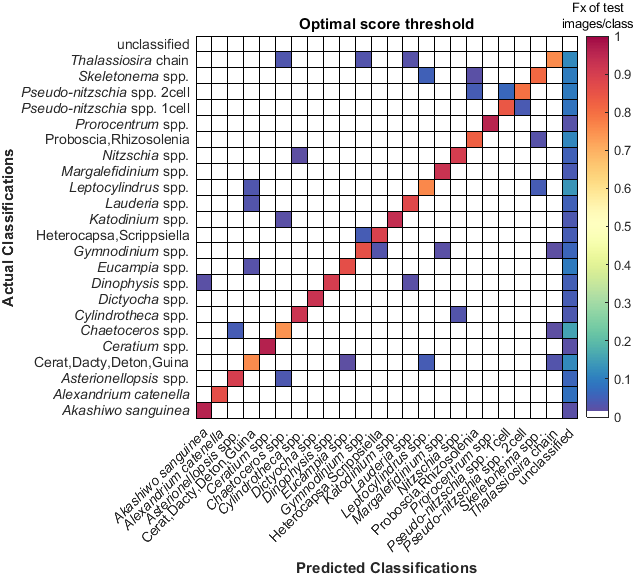 Optimal score threshold
Fx of test
images/class
unclassified
Thalassiosira chain
Skeletonema spp.
Pseudo-nitzschia spp. 2cell
Pseudo-nitzschia spp. 1cell
Prorocentrum spp.
Proboscia,Rhizosolenia
Nitzschia spp.
Margalefidinium spp.
Leptocylindrus spp.
Lauderia spp.
Katodinium spp.
Heterocapsa,Scrippsiella
Gymnodinium spp.
Eucampia spp.
Dinophysis spp.
Dictyocha spp.
Cylindrotheca spp.
Chaetoceros spp.
Ceratium spp.
Cerat,Dacty,Deton,Guina
Asterionellopsis spp.
Alexandrium catenella
Akashiwo sanguinea
Actual Classifications
1
0.9
0.8
0.7
0.6
0.5
0.4
0.3
0.2
0.1
0
Akashiwo sanguinea
Alexandrium catenella
Asterionellopsis spp.
Cerat,Dacty,Deton,Guina
Ceratium spp
Chaetoceros spp
Cylindrotheca spp
Dictyocha spp
Dinophysis spp
Eucampia spp
Gymnodinium spp
Heterocapsa,Scrippsiella
Katodinium spp
Lauderia spp
Leptocylindrus spp
Margalefidinium spp
Nitzschia spp.
Proboscia,Rhizosolenia
Prorocentrum spp
Pseudo-nitzschia spp. 1cell
Pseudo-nitzschia spp. 2cell
Skeletonema spp.
Thalassiosira chain
unclassified
Predicted Classifications